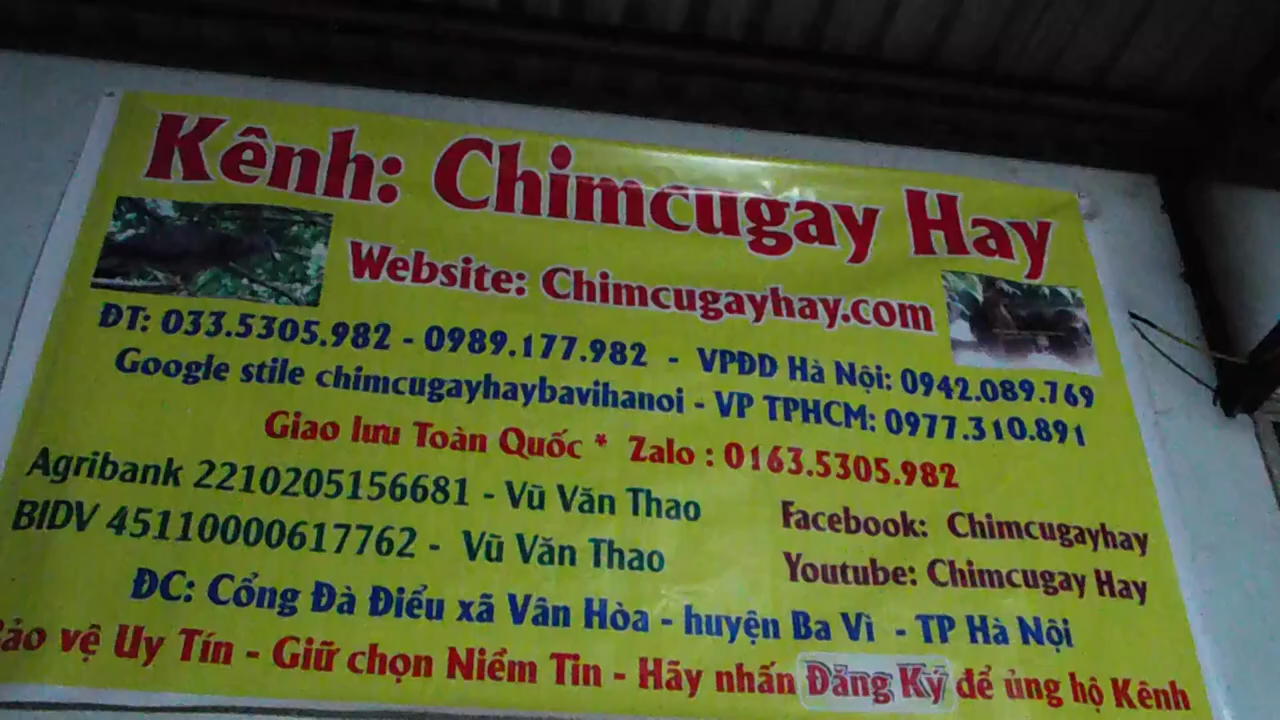 Kênh: Chimcugay Hay
Website: Chimcugayhay.com
ĐT: 033.5305.982 - 0989.177.982 - VPĐD Hà Nội: 0942.089.769
Google stile chimcugayhaybavihanoi - VP TPHCM: 0977.310.891
Giao lưu Toàn Quốc * Zalo : 0163.5305.982
Agribank 2210205156681 - Vũ Văn Thao
BIDV 45110000617762 - Vũ Văn Thao
Facebook: Chimcugayhay
Youtube: Chimcugay Hay
ĐC: Cổng Đà Điểu xã Vân Hòa - huyện Ba Vì - TP Hà Nội
Bảo vệ Uy Tín - Giữ chọn Niềm Tin - Hãy nhấn Đăng Ký để ủng hộ Kênh